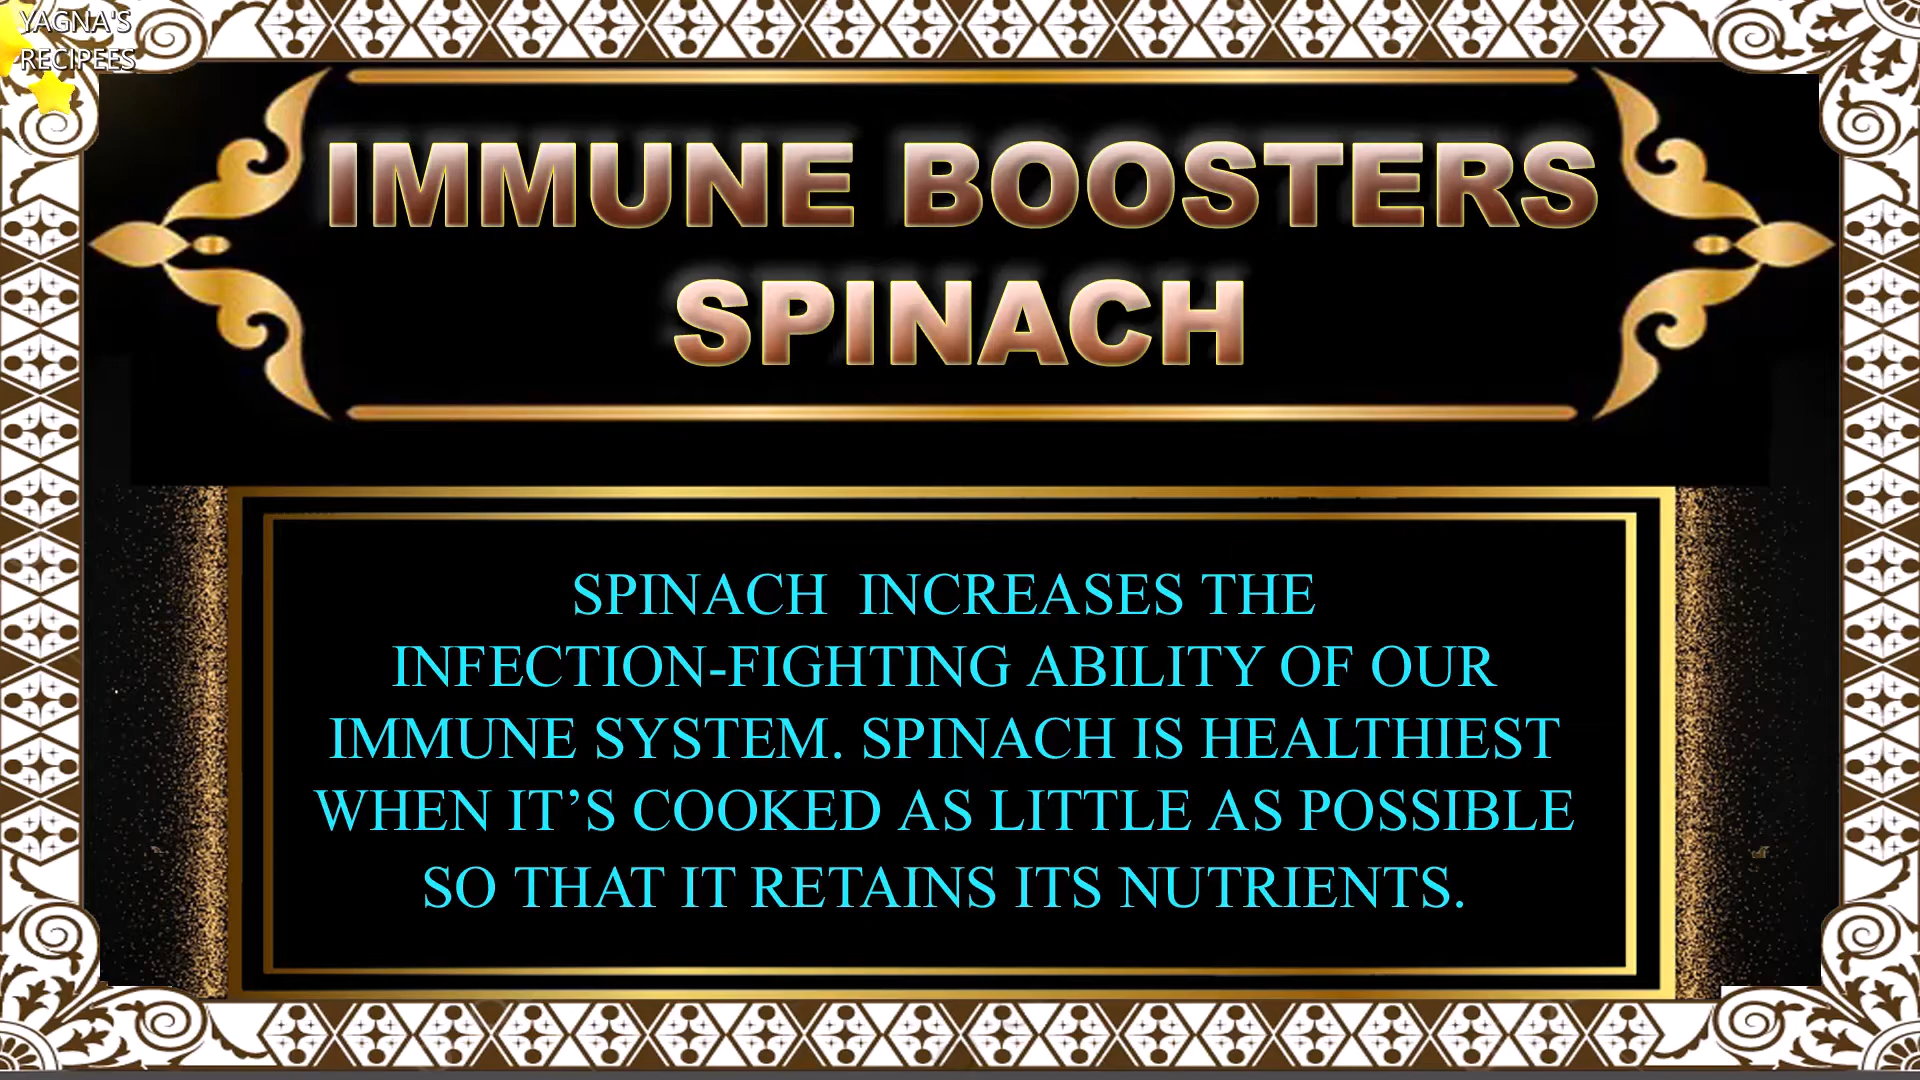 YAGNA'S
RECIPEES
IMMUNE BOOSTERS
SPINACH
SPINACH INCREASES THE
INFECTION-FIGHTING ABILITY OF OUR
IMMUNE SYSTEM. SPINACH IS HEALTHIEST
WHEN IT’S COOKED AS LITTLE AS POSSIBLE
SO THAT IT RETAINS ITS NUTRIENTS.